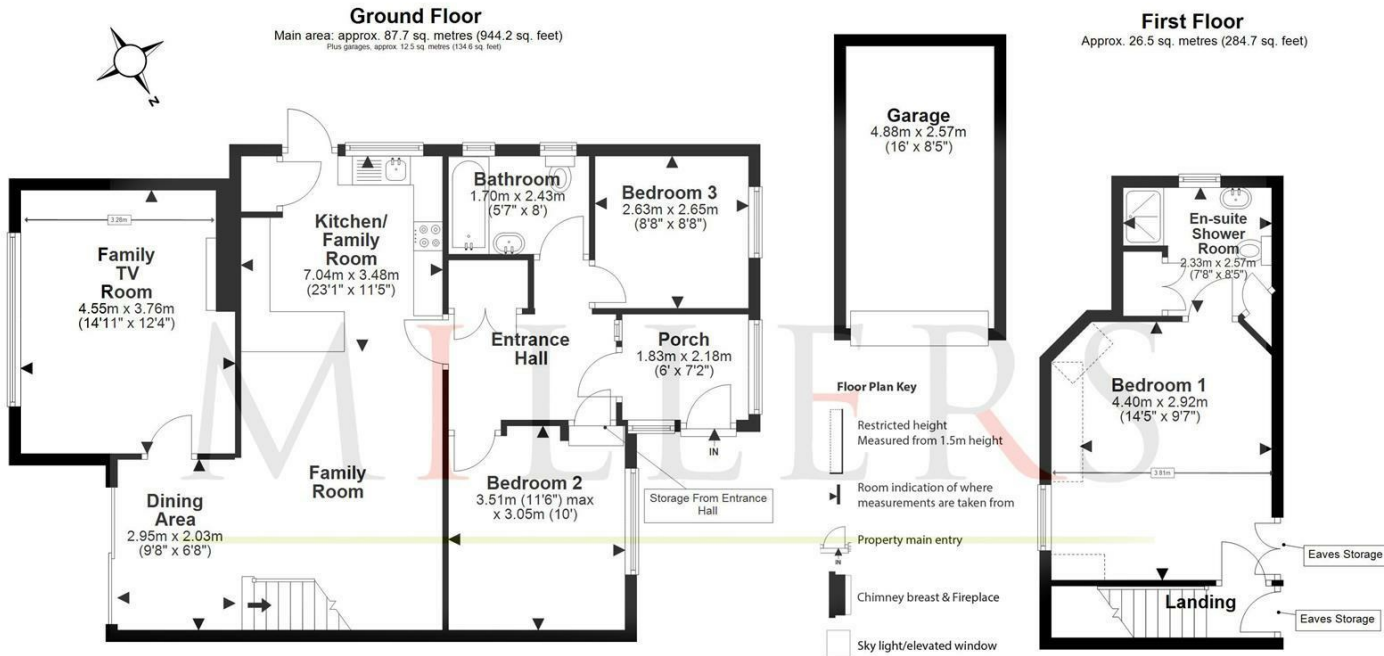 Ground Floor
Main area: approx. 87.7 sq. metres (944.2 sq. feet)
Plus garages, approx. 12.5 sq. metres (134.6 sq. feet)
First Floor
Approx. 26.5 sq. metres (284.7 sq. feet)
N
Garage
4.88m x 2.57m
(16' x 8'5")
Bathroom
1.70m x 2.43m
(5'7" x 8')
Bedroom 3
2.63m x 2.65m
(8'8" x 8'8")
Kitchen/
Family
Room
7.04m x 3.48m
(23'1" x 11'5")
3.26m
Family
TV
Room
4.55m x 3.76m
(14'11" x 12'4")
En-suite
Shower
Room
2.33m x 2.57m
(7'8" x 8'5")
Entrance
Hall
Porch
1.83m x 2.18m
(6' x 7'2")
IN
MILLERS
Bedroom 1
4.40m x 2.92m
(14'5" x 9'7")
3.81m
Family
Room
Bedroom 2
3.51m (11'6") max
x 3.05m (10')
Storage From Entrance
Hall
Dining
Area
2.95m x 2.03m
(9'8" x 6'8")
Floor Plan Key
Restricted height
Measured from 1.5m height
Room indication of where
measurements are taken from
Property main entry
IN
Chimney breast & Fireplace
Sky light/elevated window
Eaves Storage
Landing
Eaves Storage